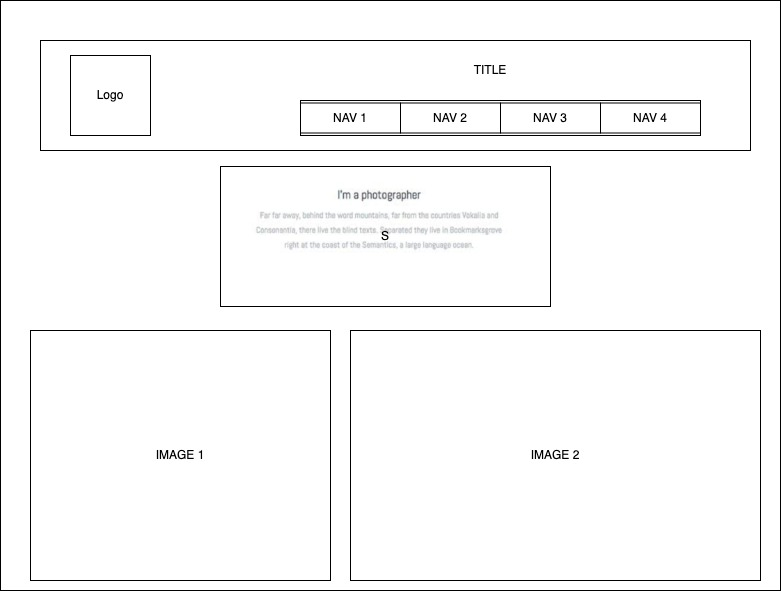 TITLE
Logo
NAV 1 NAV 2 NAV 3 NAV 4
I'm a photographer
Far far away, behind the word mountains, far from the countries Vokalia and
Consonantia, there live the blind texts. Separated they live in Bookmarksgrove
S
right at the coast of the Semantics, a large language ocean.
IMAGE 1 IMAGE 2